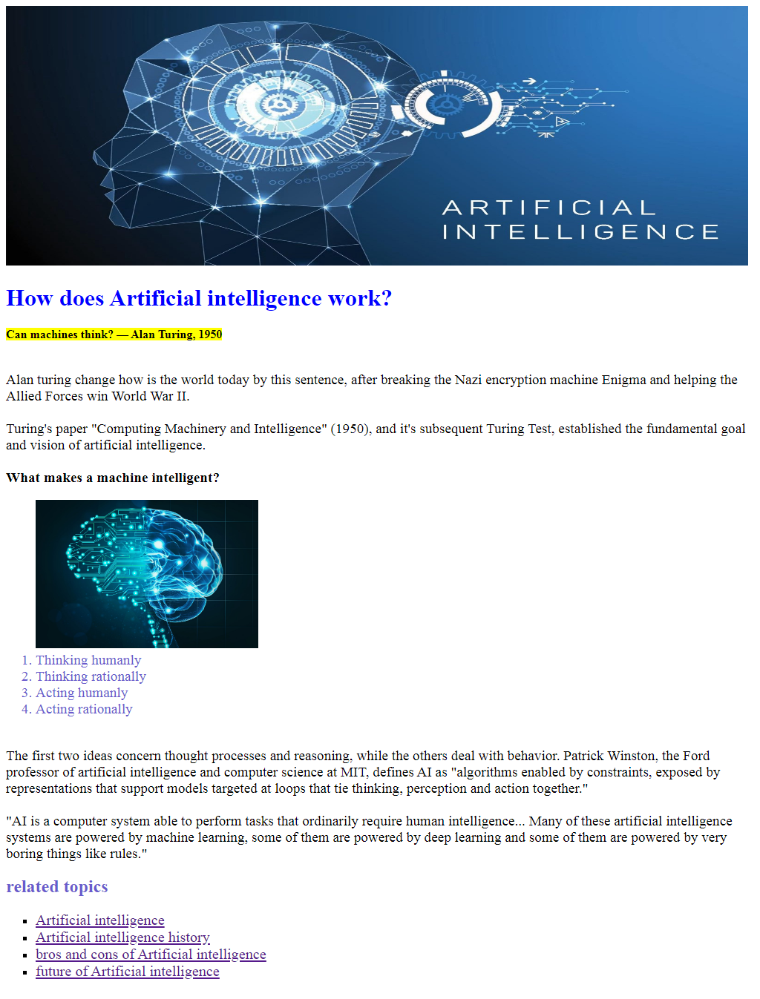 ARTIFICIAL
INTELLIGENCE
How does Artificial intelligence work?
Can machines think? — Alan Turing, 1950
Alan turing change how is the world today by this sentence, after breaking the Nazi encryption machine Enigma and helping the
Allied Forces win World War II.
Turing's paper "Computing Machinery and Intelligence" (1950), and it's subsequent Turing Test, established the fundamental goal
and vision of artificial intelligence.
What makes a machine intelligent?
1. Thinking humanly
2. Thinking rationally
3. Acting humanly
4. Acting rationally
The first two ideas concern thought processes and reasoning, while the others deal with behavior. Patrick Winston, the Ford
professor of artificial intelligence and computer science at MIT, defines AI as "algorithms enabled by constraints, exposed by
representations that support models targeted at loops that tie thinking, perception and action together."
"AI is a computer system able to perform tasks that ordinarily require human intelligence... Many of these artificial intelligence
systems are powered by machine learning, some of them are powered by deep learning and some of them are powered by very
boring things like rules."
related topics
Artificial intelligence
Artificial intelligence history
bros and cons of Artificial intelligence
future of Artificial intelligence